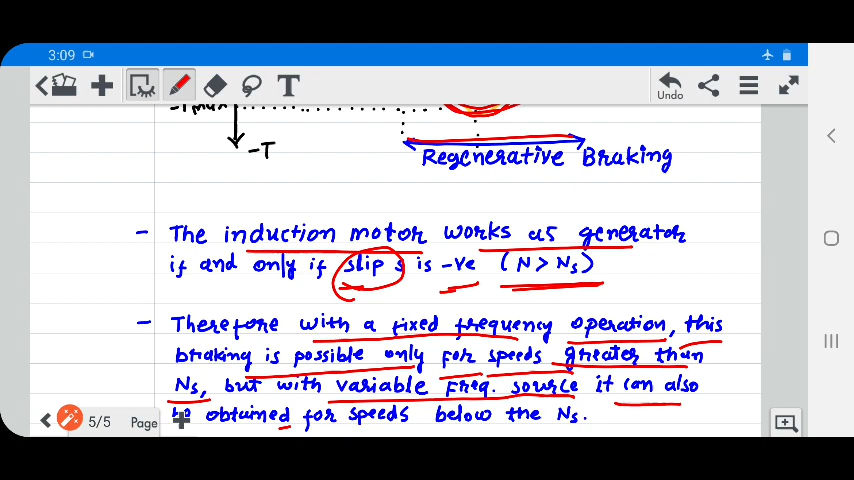 3:09
T
Undo
-Tmax
-T
Regenerative Braking
- The induction motor works as generator
if and only if slip s is -ve (N > Ns)
- Therefore with a fixed frequency operation, this
braking is possible only for speeds greater than
Ns, but with variable freq. source it can also
be obtained for speeds below the Ns.
5/5 Page